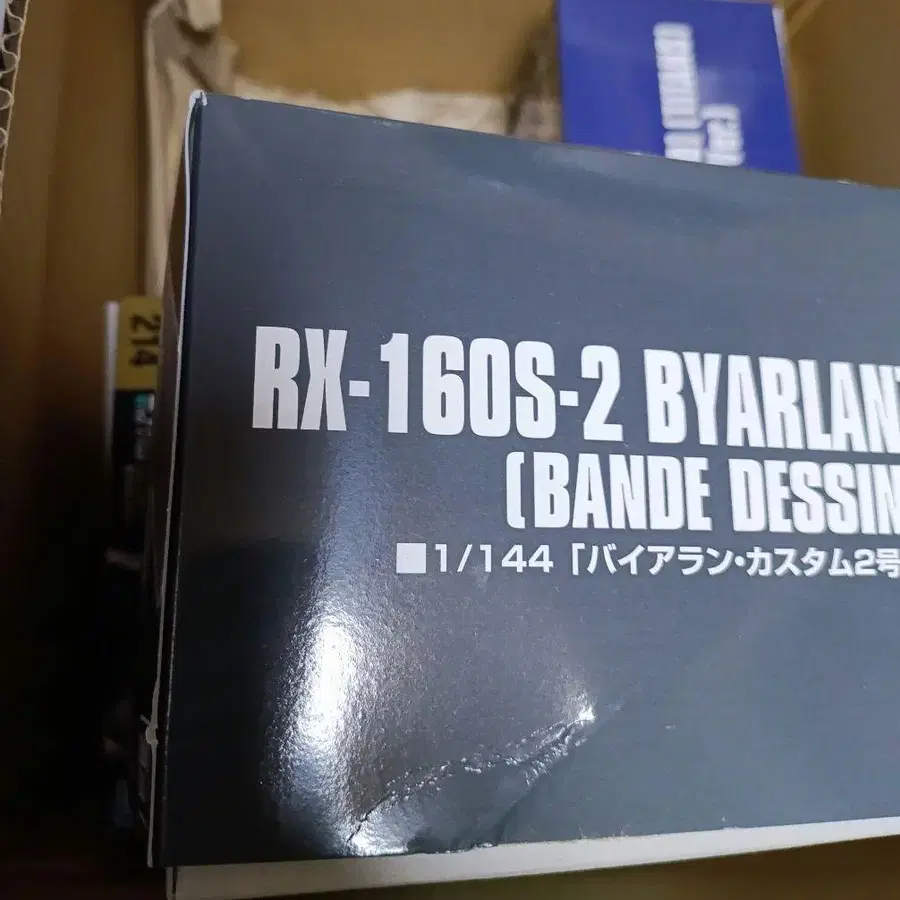 214
RX-160S-2 BYARLANT
(BANDE DESSIN
■1/144「バイアラン・カスタム2号